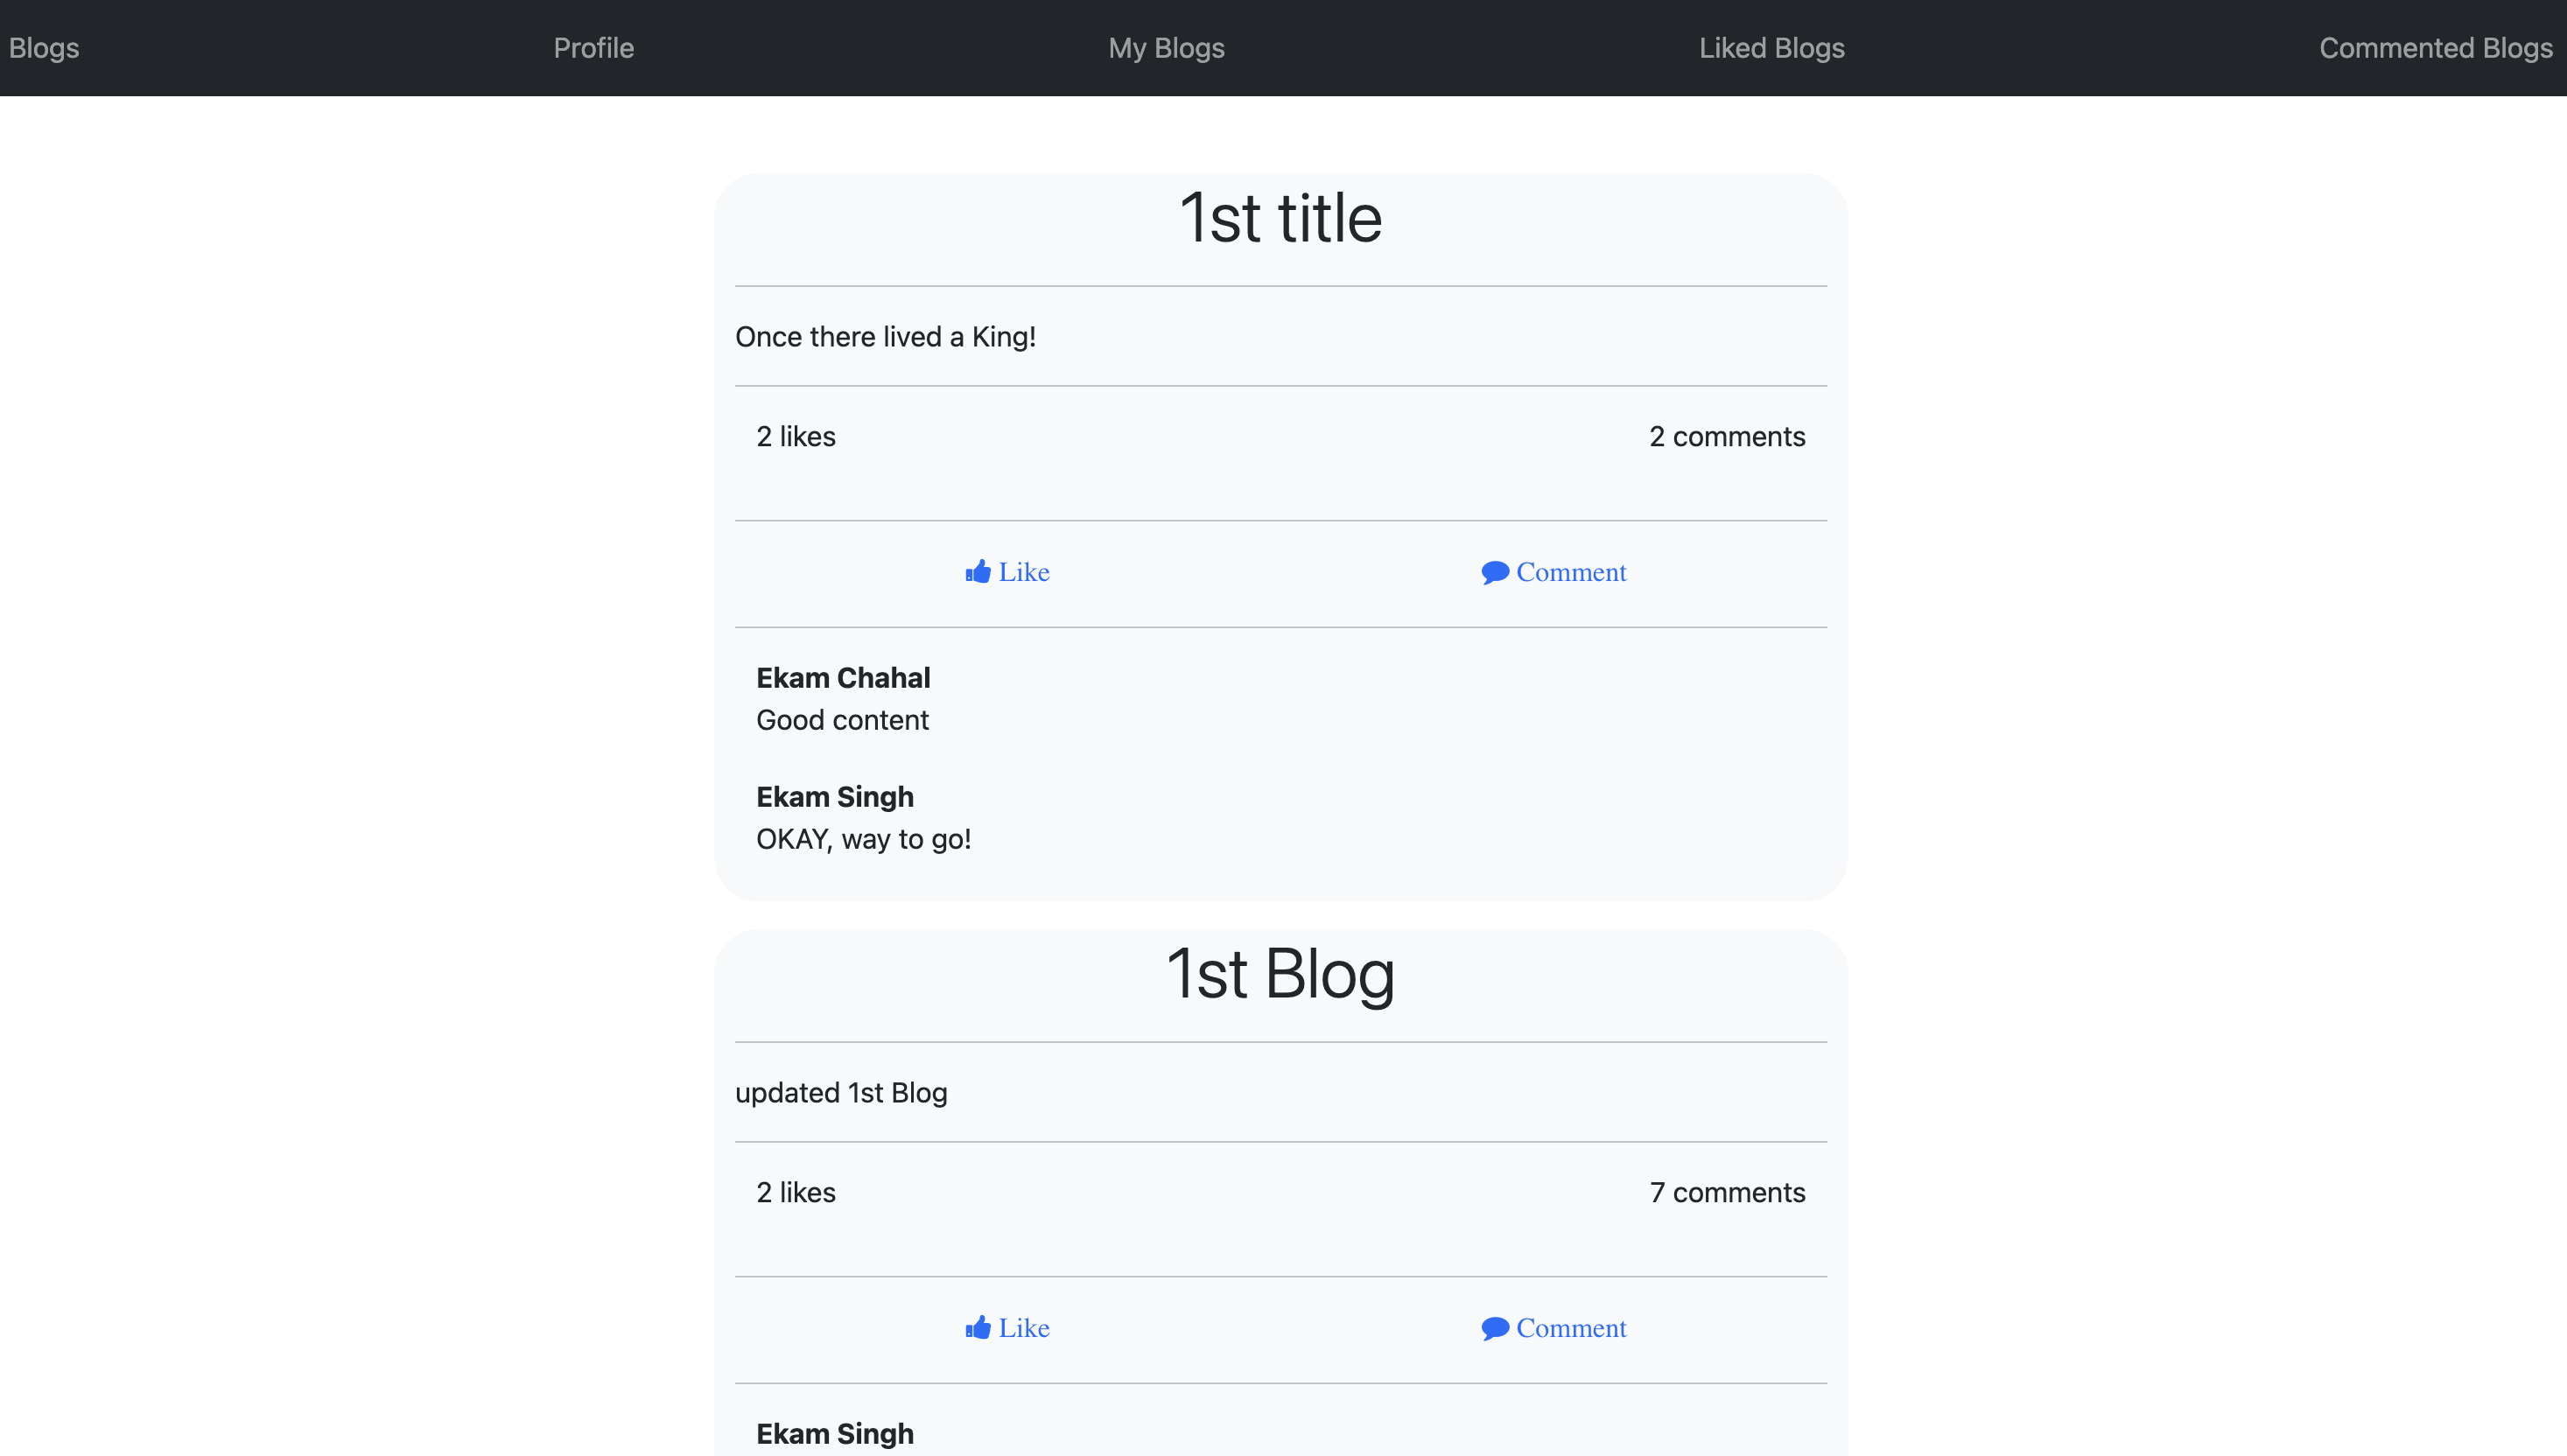 Blogs Profile My Blogs Liked Blogs Commented Blogs
1st title
Once there lived a King!
2 likes 2 comments
Like Comment
Ekam Chahal
Good content
Ekam Singh
OKAY, way to go!
1st Blog
updated 1st Blog
2 likes 7 comments
Like Comment
Ekam Singh